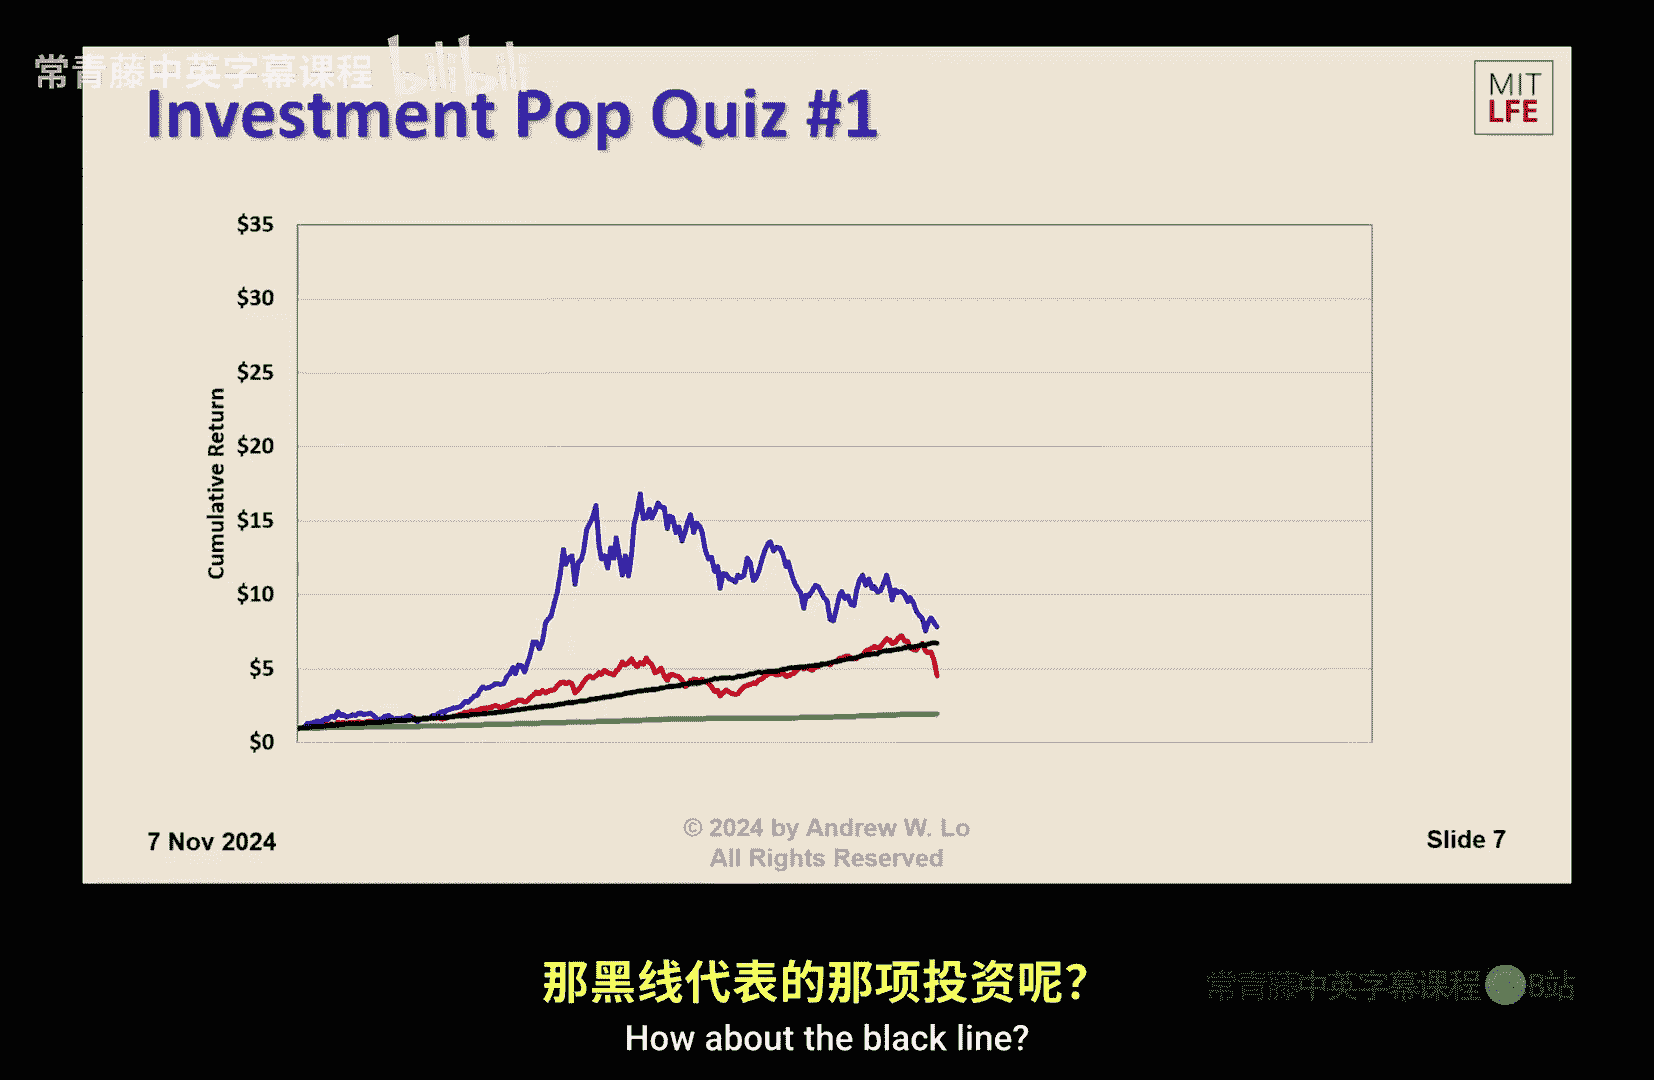 常青藤中英字幕课程 bilibili
Investment Pop Quiz #1
MIT
LFE
$35
$30
$25
$20
$15
$10
$5
$0
Cumulative Return
7 Nov 2024
© 2024 by Andrew W. Lo
All Rights Reserved
Slide 7
那黑线代表的那项投资呢？
How about the black line?
常青藤中英字幕课程 B站